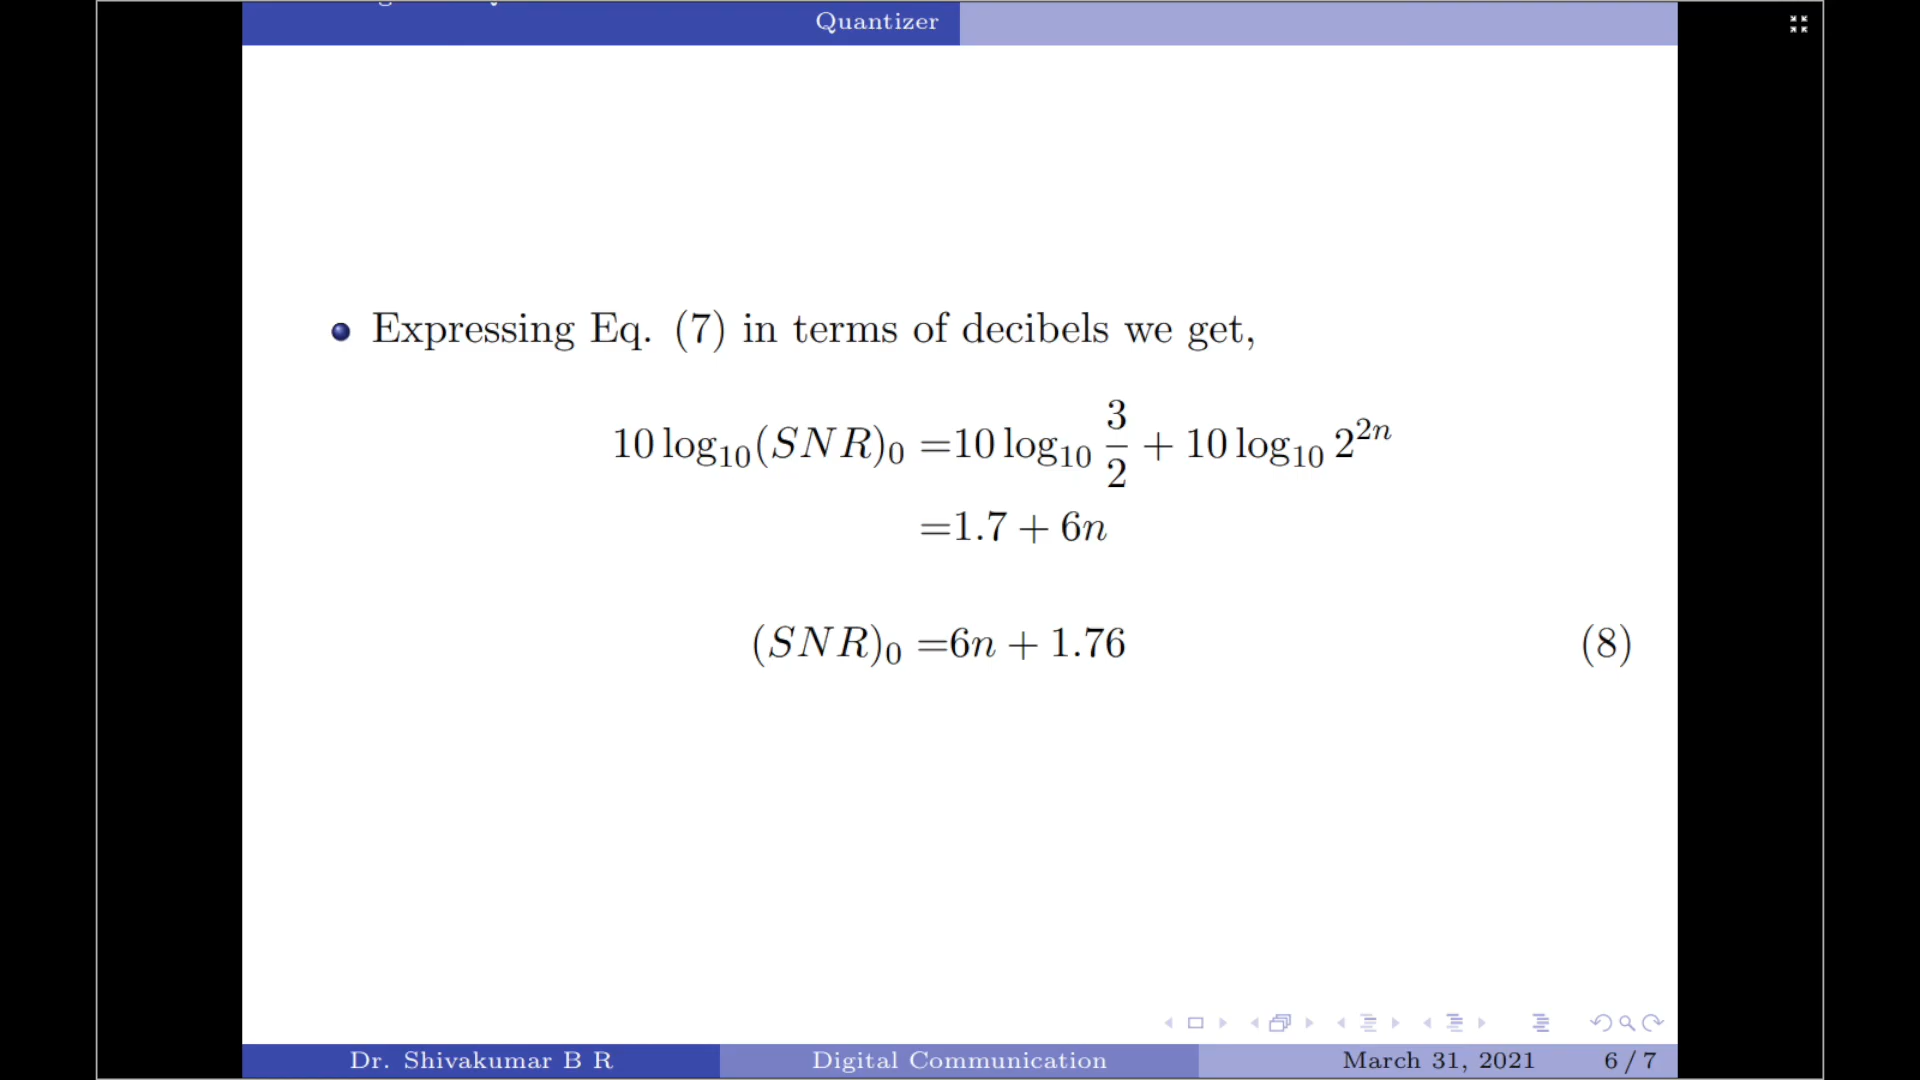 Quantizer
Expressing Eq. (7) in terms of decibels we get,
10 log₁₀(SNR)₀ =10 log₁₀ 3/2 + 10 log₁₀ 2²ⁿ
=1.7 + 6n
(SNR)₀ =6n + 1.76 (8)
Dr. Shivakumar B R Digital Communication March 31, 2021 6 / 7